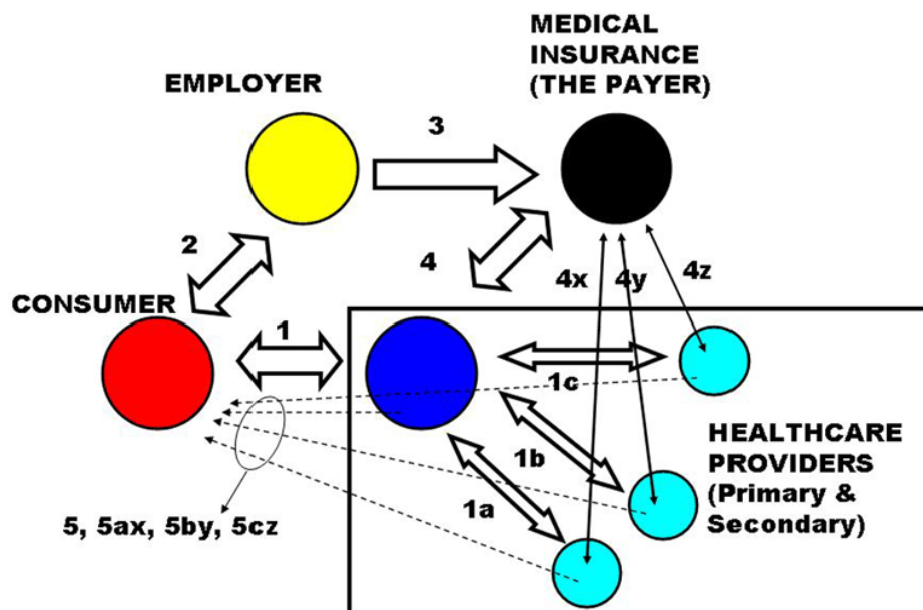 MEDICAL
INSURANCE
(THE PAYER)
EMPLOYER
3
2
4
4x
4y
4z
CONSUMER
1
1c
1b
1a
HEALTHCARE
PROVIDERS
(Primary &
Secondary)
5, 5ax, 5by, 5cz